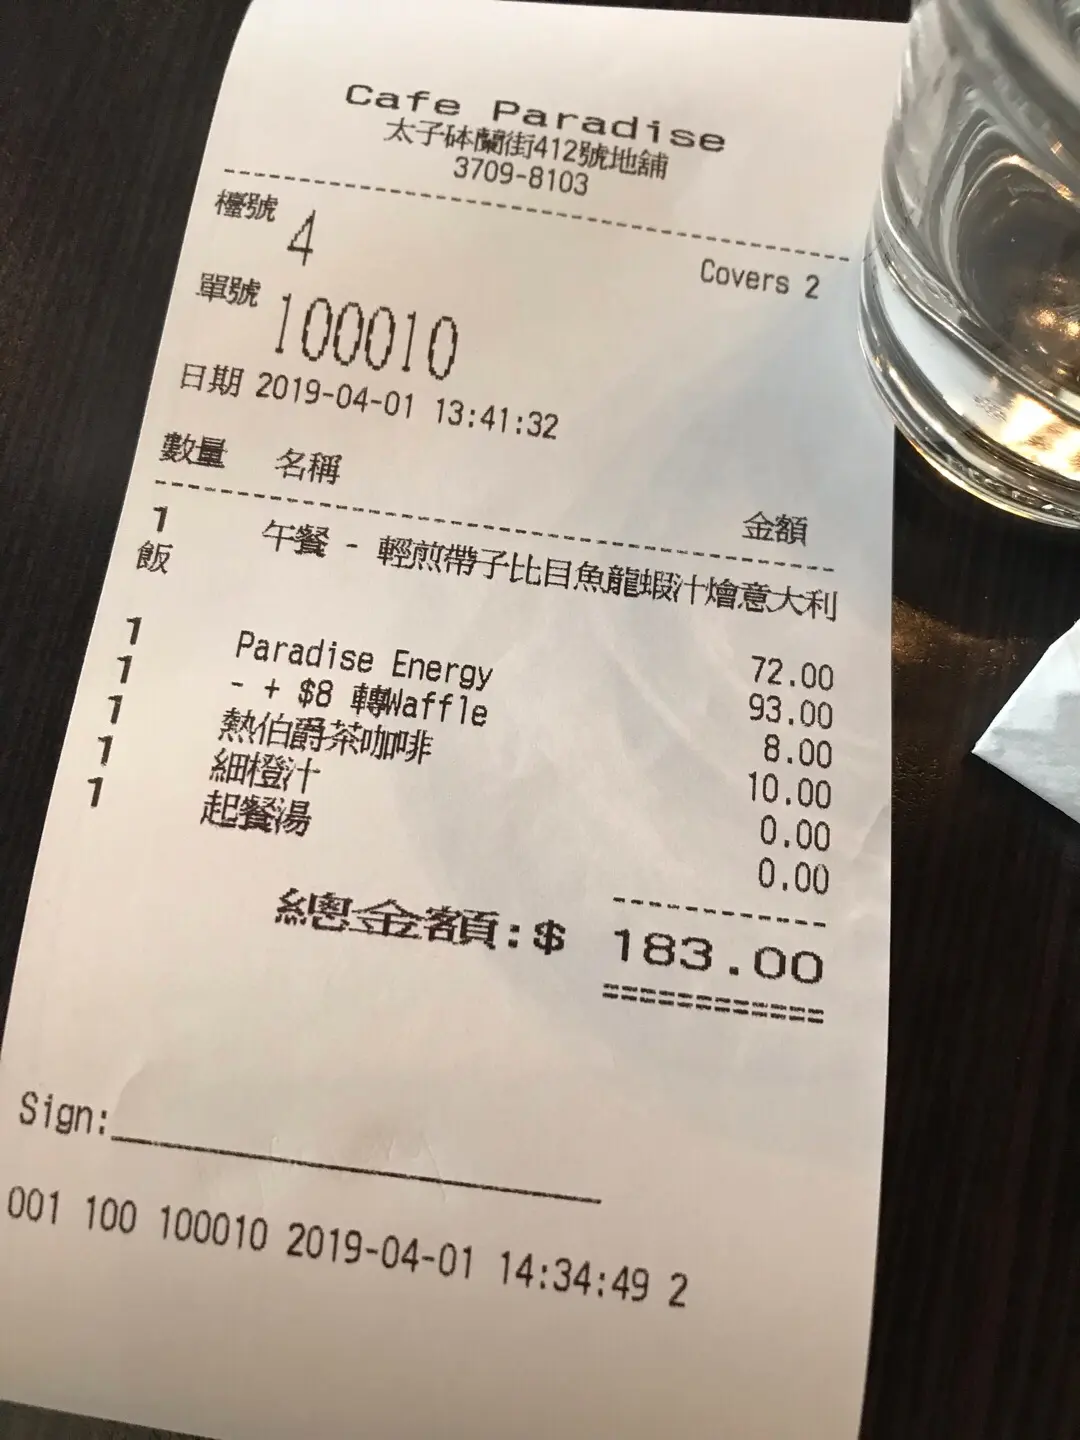 Cafe Paradise
太子砵蘭街412號地舖
3709-8103
檯號 4 Covers 2
單號 100010
日期 2019-04-01 13:41:32
數量 名稱 金額
1 午餐 - 輕煎帶子比目魚龍蝦汁燴意大利
飯 72.00
1 Paradise Energy 93.00
1 - + $8 轉Waffle 8.00
1 熱伯爵茶咖啡 10.00
1 細橙汁 0.00
1 起餐湯 0.00
總金額:$ 183.00
Sign:
001 100 100010 2019-04-01 14:34:49 2